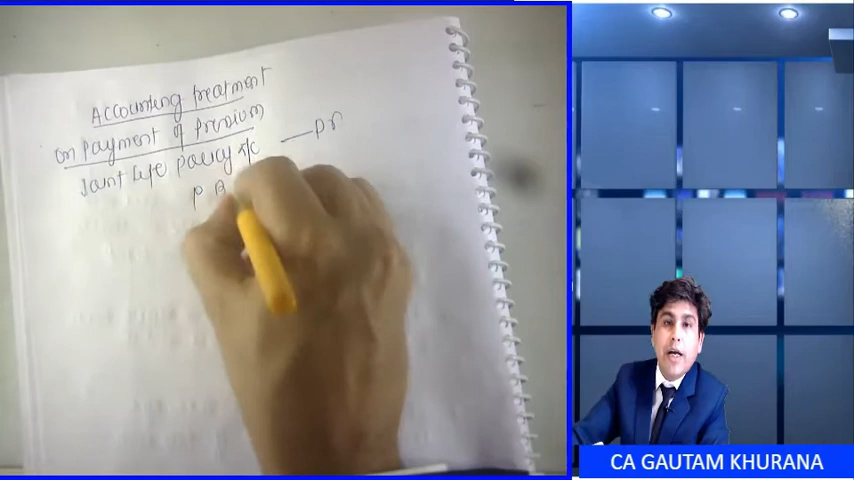 Accounting treatment
on payment of premium
Joint Life Policy A/c —Dr
CA GAUTAM KHURANA